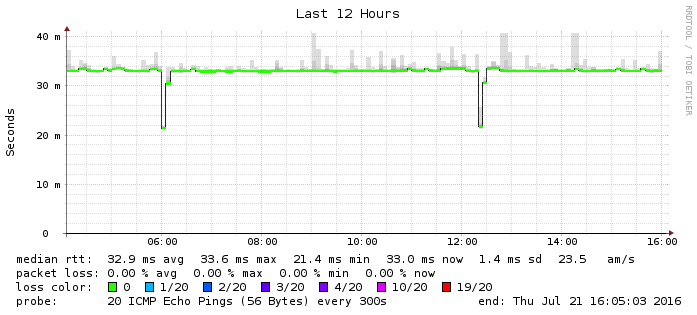 Last 12 Hours
RRDTOOL / TOBI OETIKER
Seconds
40 m
30 m
20 m
10 m
0
06:00 08:00 10:00 12:00 14:00 16:00
median rtt: 32.9 ms avg 33.6 ms max 21.4 ms min 33.0 ms now 1.4 ms sd 23.5 am/s
packet loss: 0.00 % avg 0.00 % max 0.00 % min 0.00 % now
loss color: 0 1/20 2/20 3/20 4/20 10/20 19/20
probe: 20 ICMP Echo Pings (56 Bytes) every 300s end: Thu Jul 21 16:05:03 2016